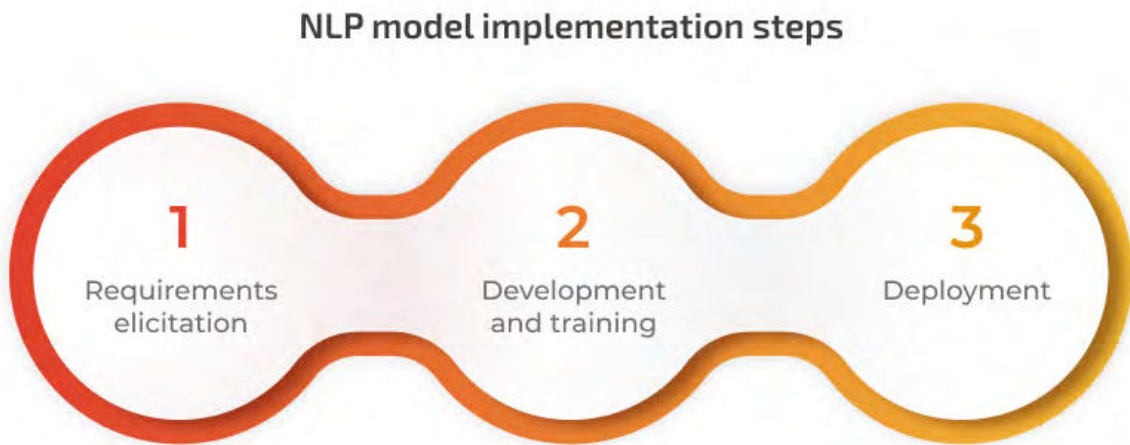 NLP model implementation steps
1
Requirements
elicitation
2
Development
and training
3
Deployment